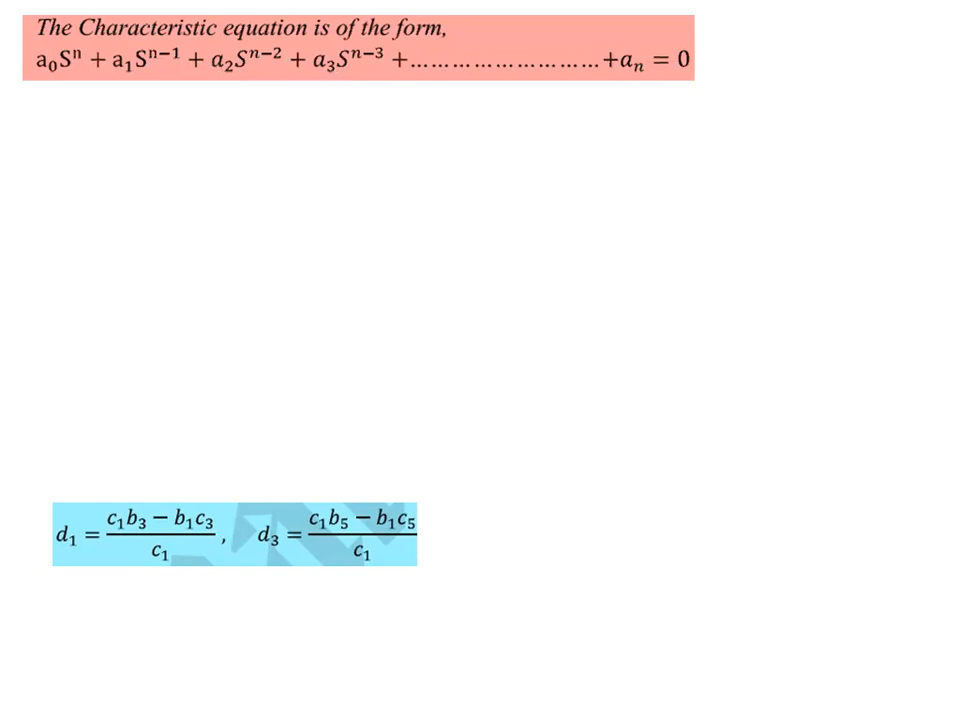 The Characteristic equation is of the form,
a₀Sⁿ + a₁Sⁿ⁻¹ + a₂Sⁿ⁻² + a₃Sⁿ⁻³ +……………………+aₙ = 0
d₁ = (c₁b₃ − b₁c₃)/c₁ , d₃ = (c₁b₅ − b₁c₅)/c₁